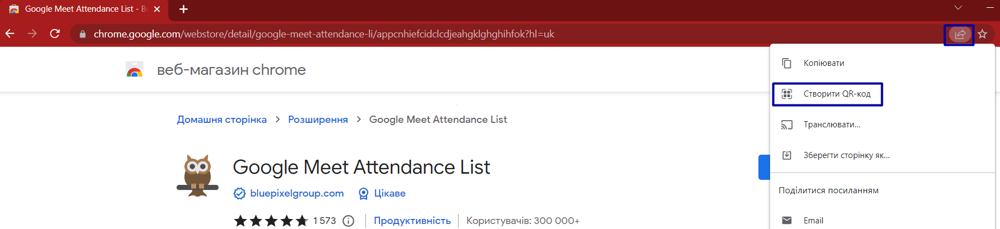 Google Meet Attendance List - Be
chrome.google.com/webstore/detail/google-meet-attendance-li/appcnhiefcidclcdjeahgklghghihfok?hl=uk
веб-магазин chrome
Копіювати
Створити QR-код
Транслювати...
Зберегти сторінку як...
Поділитися посиланням
Email
Домашня сторінка > Розширення > Google Meet Attendance List
Google Meet Attendance List
bluepixelgroup.com Цікаве
1 573 Продуктивність Користувачів: 300 000+